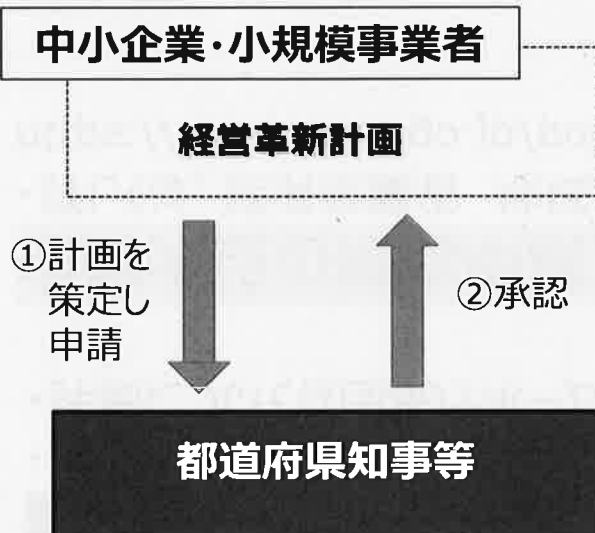 中小企業・小規模事業者
経営革新計画
①計画を
策定し
申請
②承認
都道府県知事等